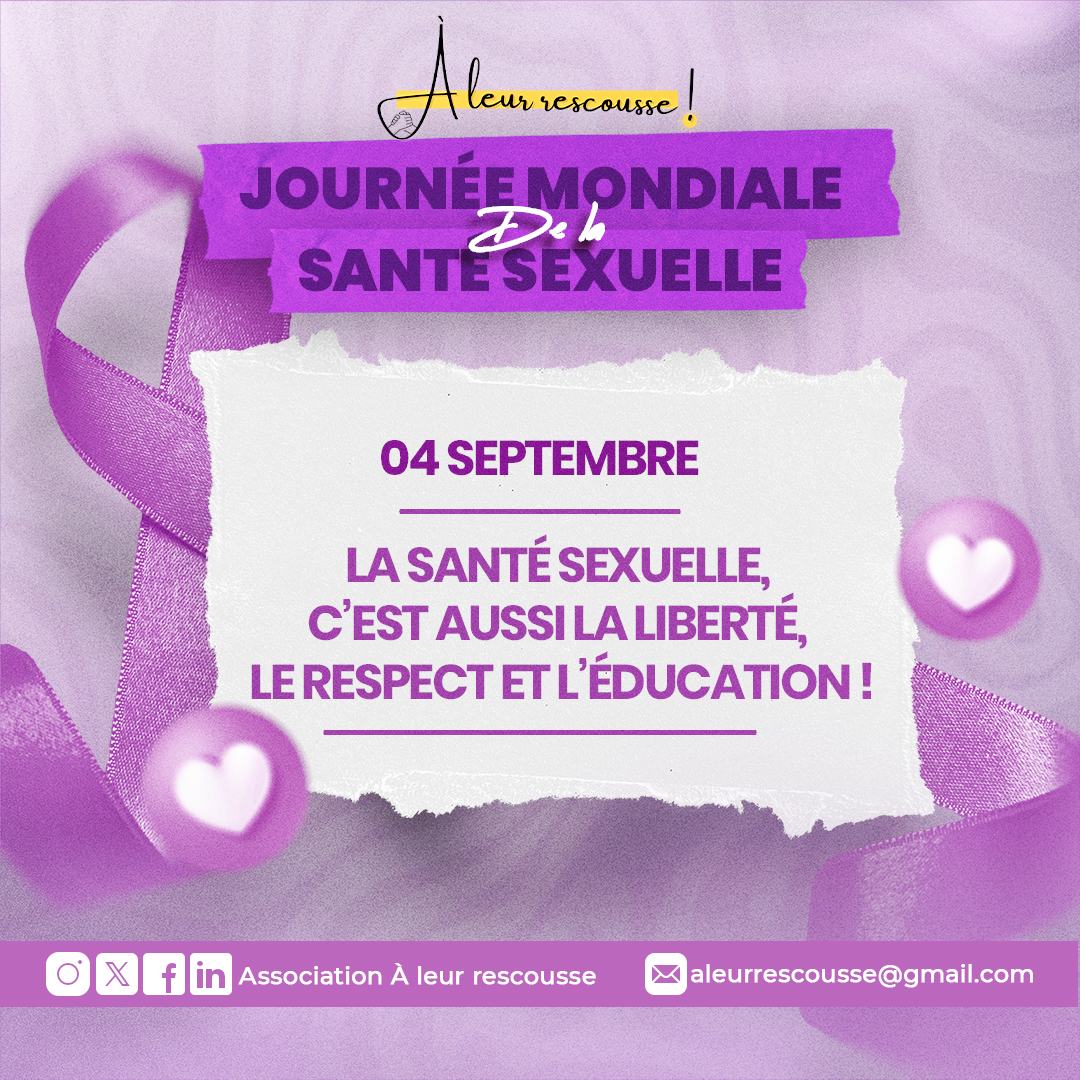 À leur rescousse !
JOURNÉE MONDIALE
De la
SANTÉ SEXUELLE
04 SEPTEMBRE
LA SANTÉ SEXUELLE,
C’EST AUSSI LA LIBERTÉ,
LE RESPECT ET L’ÉDUCATION !
Association À leur rescousse
aleurrescousse@gmail.com